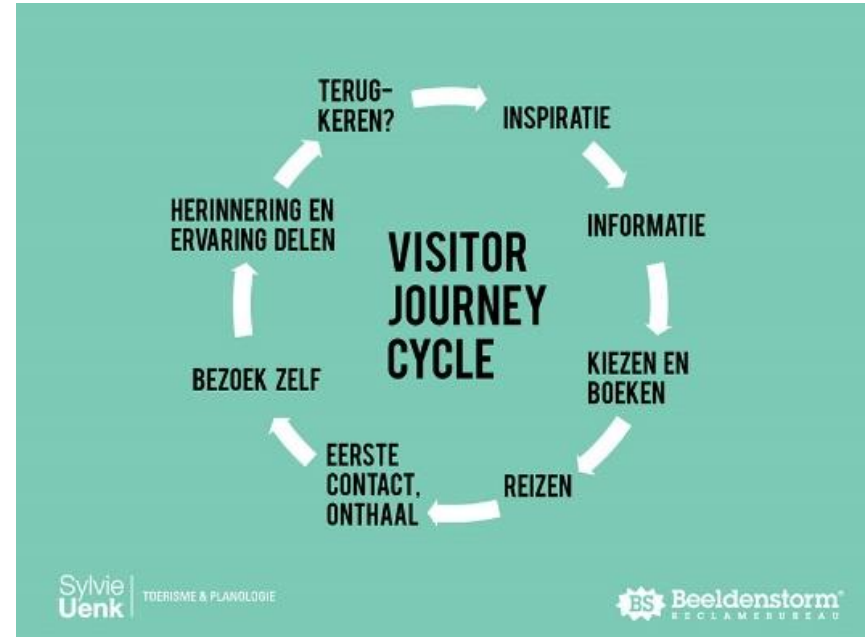 TERUG-
KEREN?
INSPIRATIE
INFORMATIE
KIEZEN EN
BOEKEN
REIZEN
EERSTE
CONTACT,
ONTHAAL
BEZOEK ZELF
HERINNERING EN
ERVARING DELEN
VISITOR
JOURNEY
CYCLE
Sylvie
Uenk
TOERISME & PLANOLOGIE
BS
Beeldenstorm®
RECLAMEBUREAU